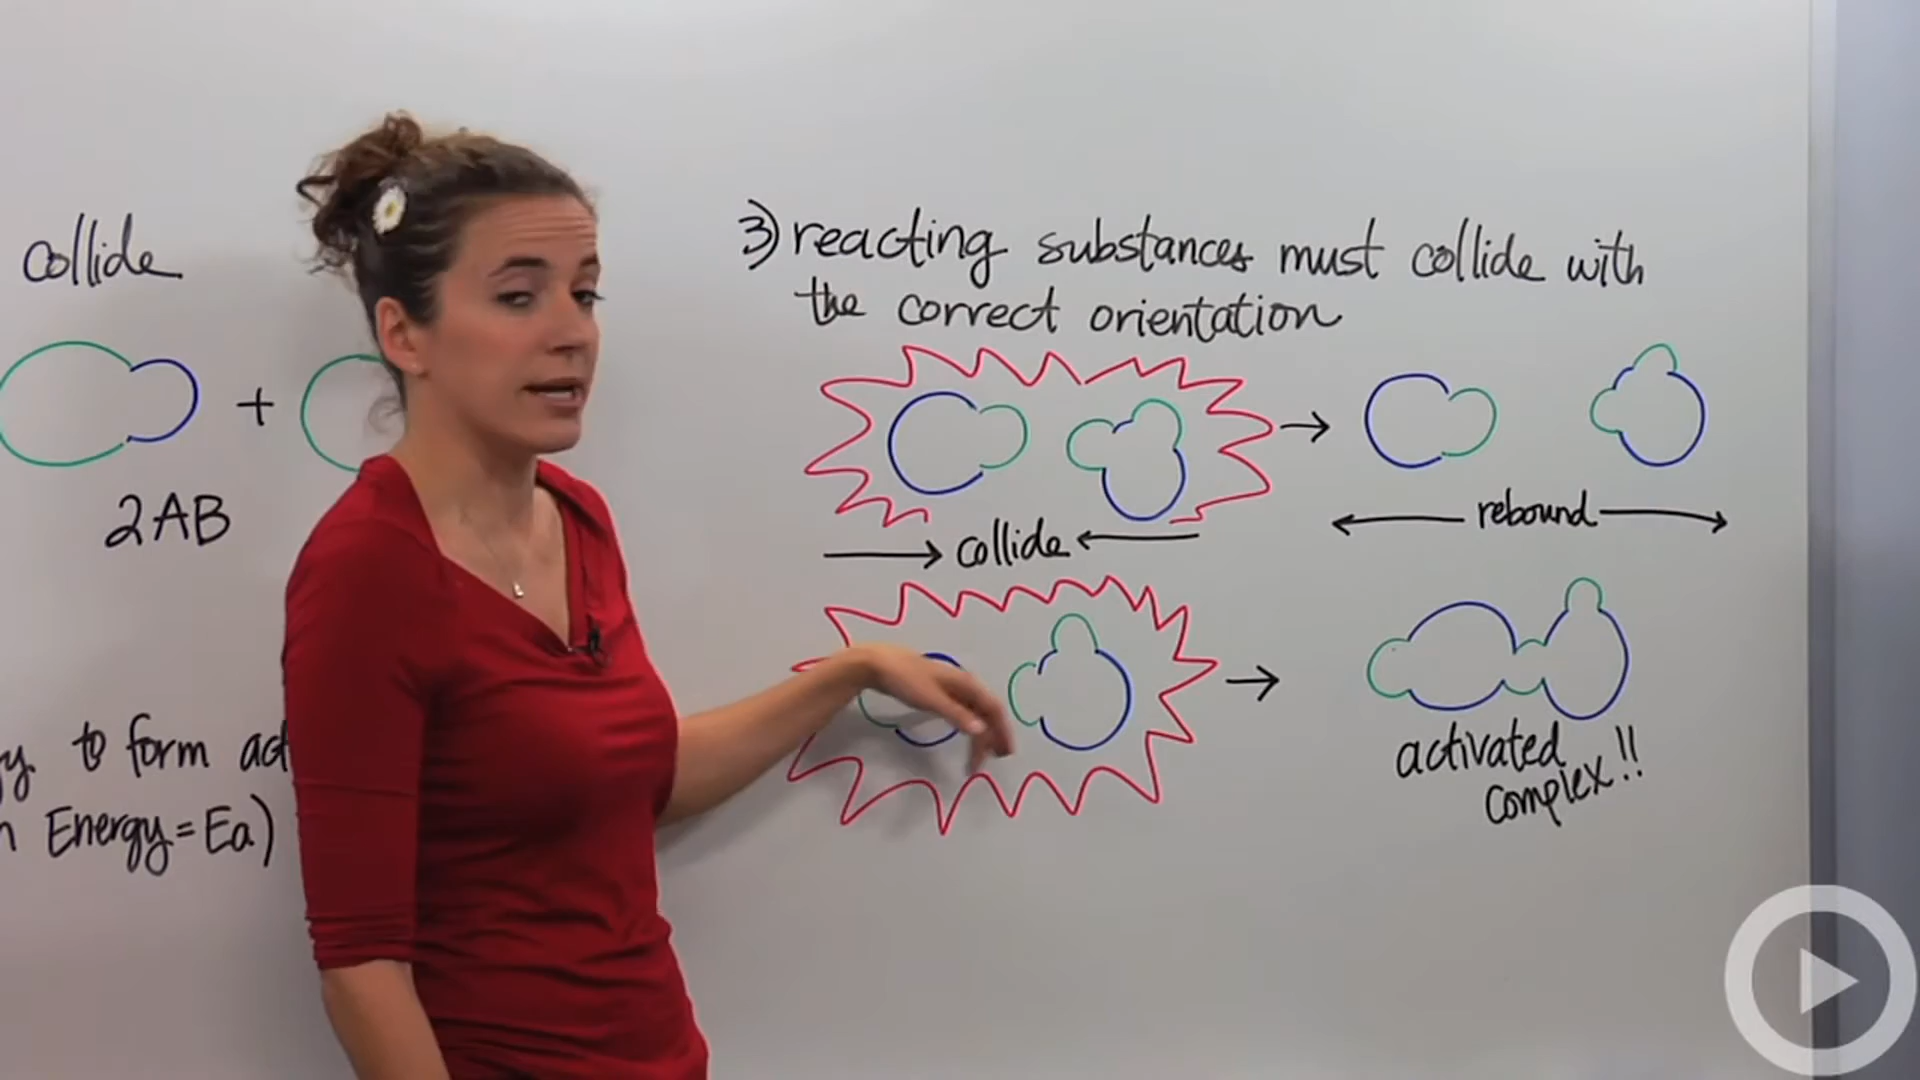 collide
+
2AB
to form
Energy=Ea)
3) reacting substances must collide with
the correct orientation
→
collide
rebound
→
activated
complex!!